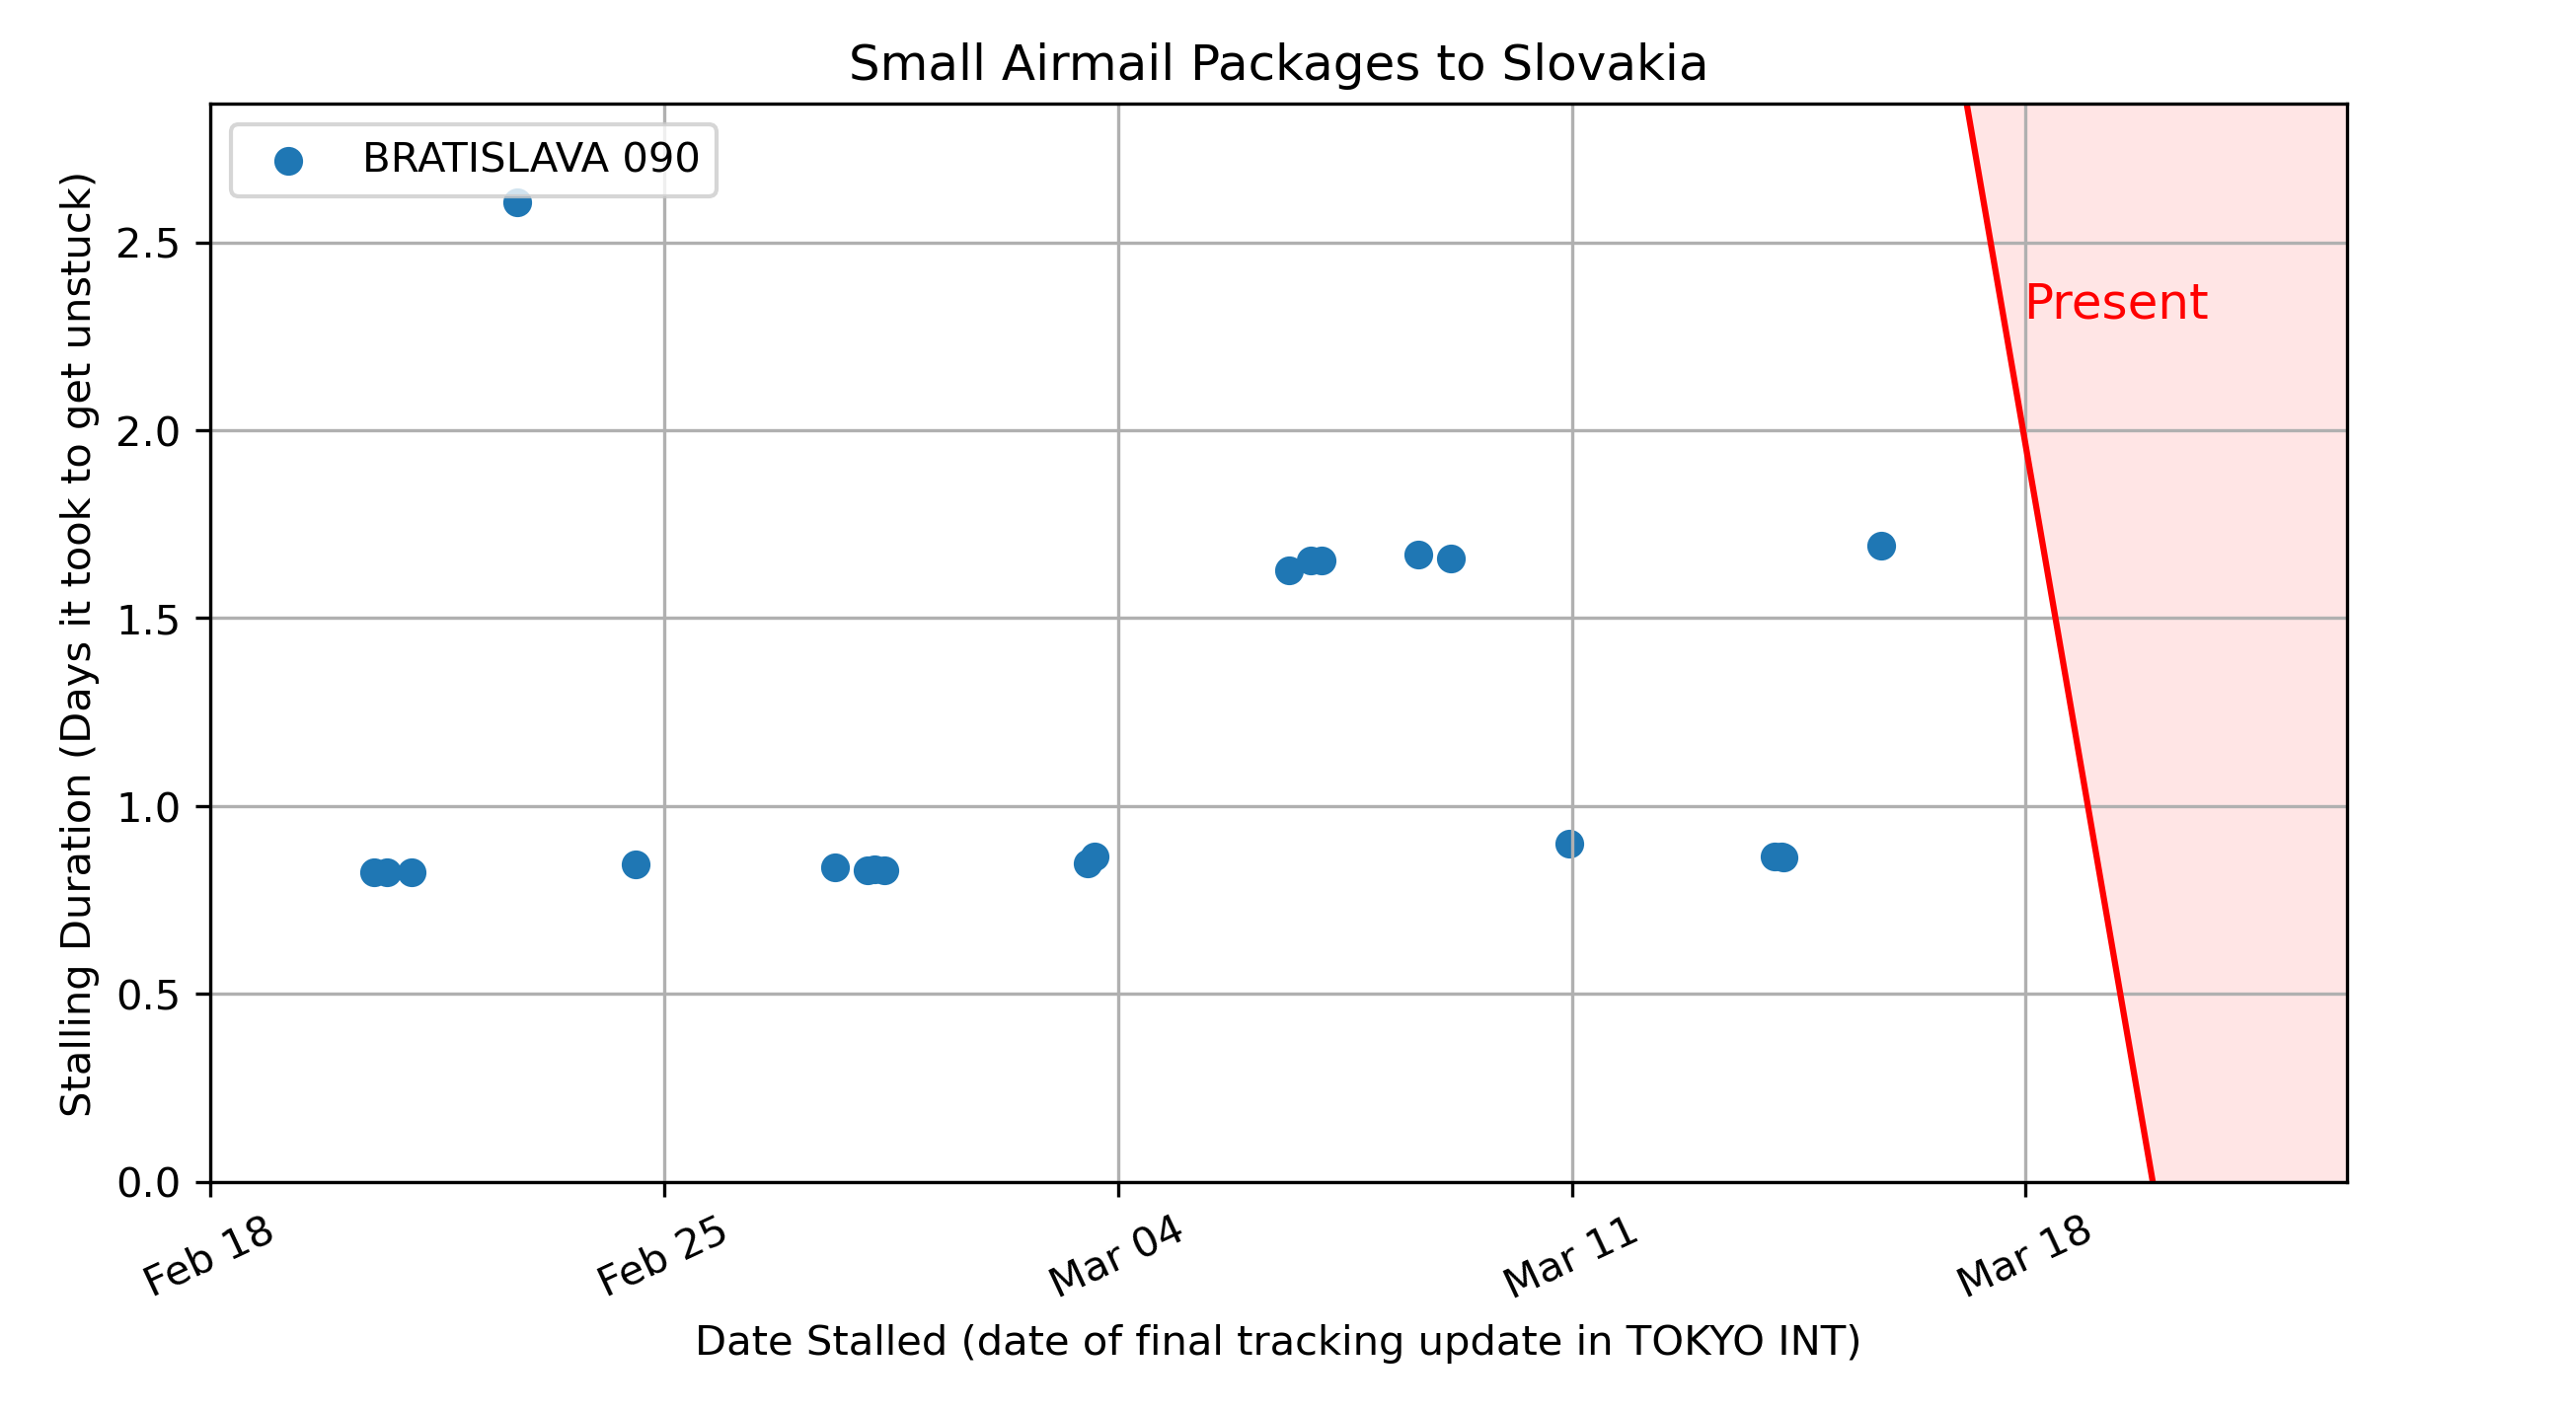 Small Airmail Packages to Slovakia
BRATISLAVA 090
Stalling Duration (Days it took to get unstuck)
2.5
2.0
1.5
1.0
0.5
0.0
Present
Feb 18
Feb 25
Mar 04
Mar 11
Mar 18
Date Stalled (date of final tracking update in TOKYO INT)